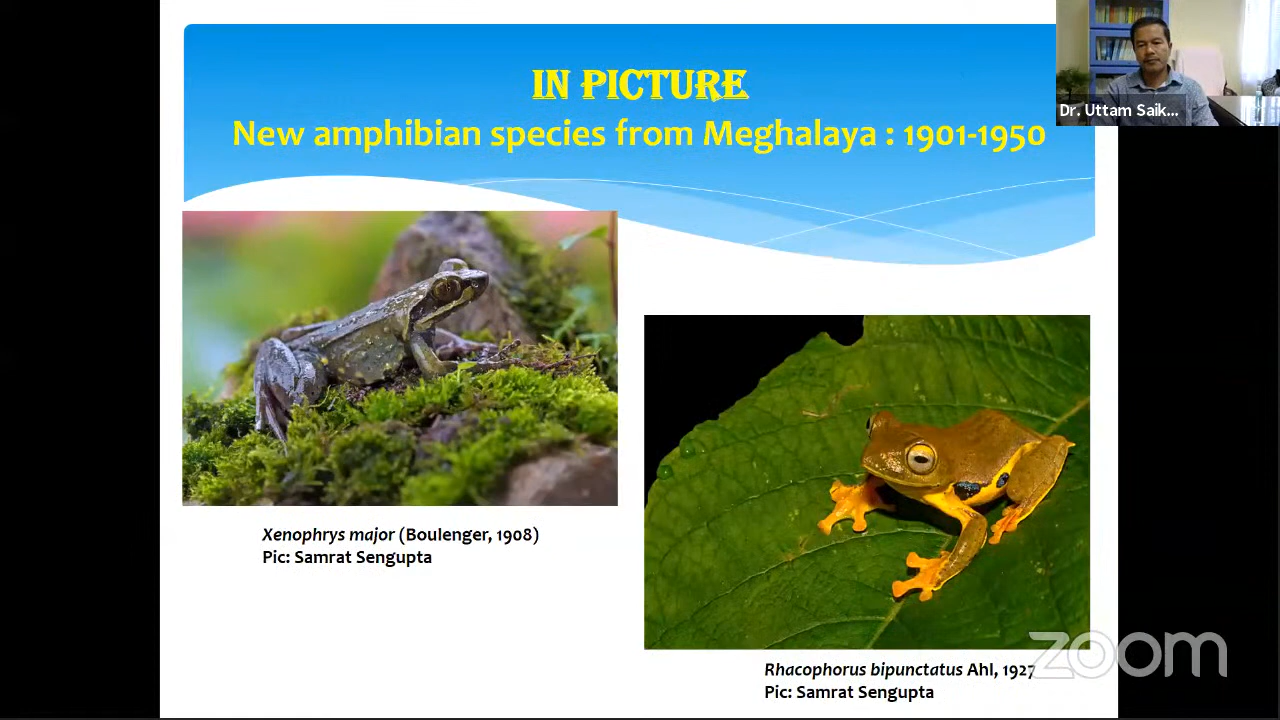 IN PICTURE
New amphibian species from Meghalaya : 1901-1950
Dr. Uttam Saik...
Xenophrys major (Boulenger, 1908)
Pic: Samrat Sengupta
Rhacophorus bipunctatus Ahl, 1927
Pic: Samrat Sengupta
zoom